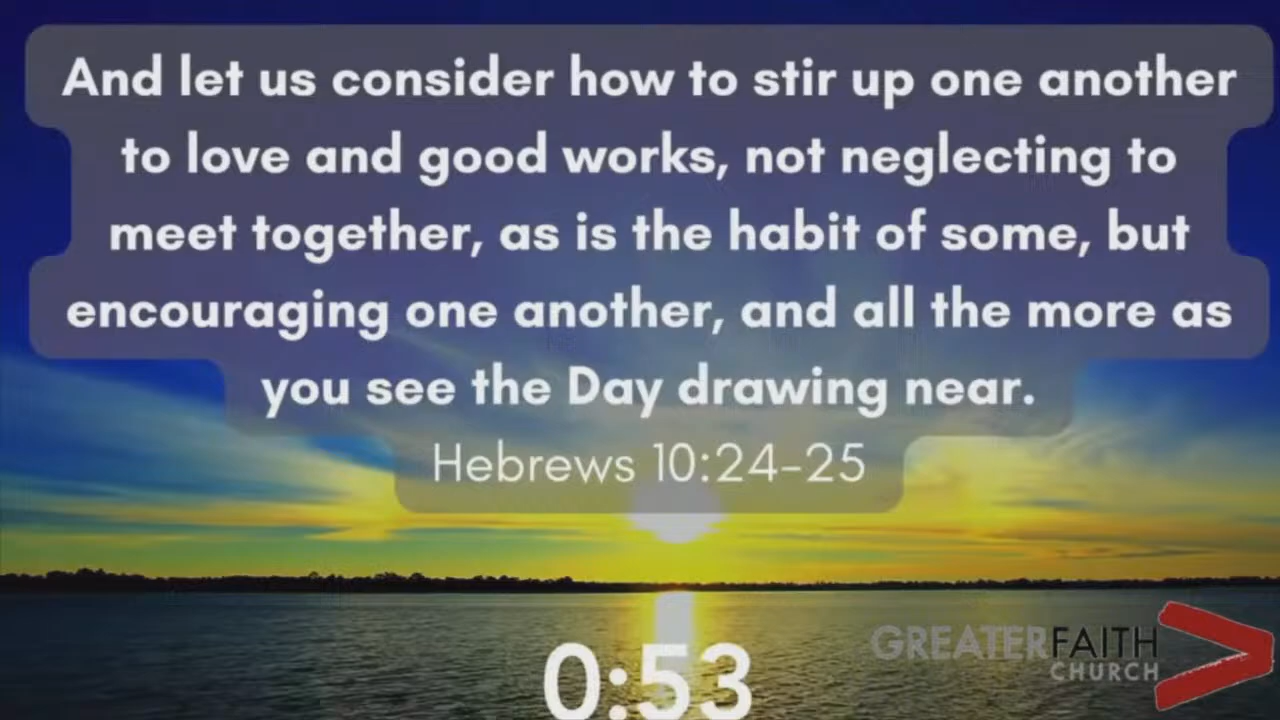 And let us consider how to stir up one another
to love and good works, not neglecting to
meet together, as is the habit of some, but
encouraging one another, and all the more as
you see the Day drawing near.
Hebrews 10:24-25
0:53
GREATERFAITH
CHURCH